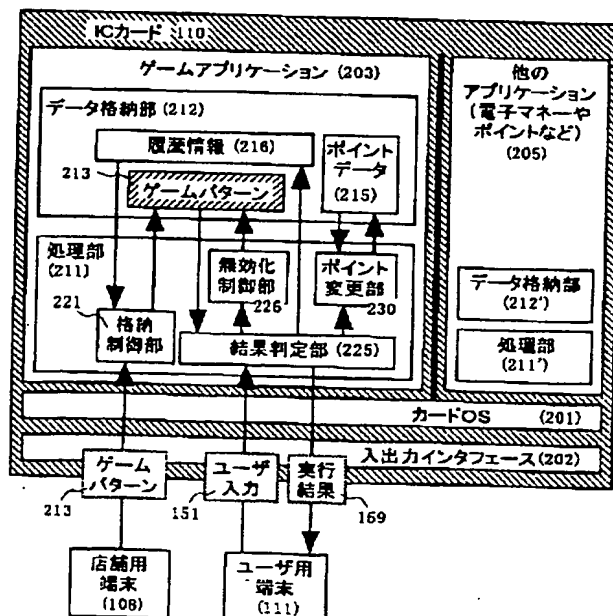 ICカード 110
ゲームアプリケーション(203)
データ格納部(212)
履歴情報(216)
213
ゲームパターン
ポイント
データ
(215)
処理部
(211)
無効化
制御部
226
ポイント
変更部
230
221
格納
制御部
結果判定部(225)
他の
アプリケーション
(電子マネーや
ポイントなど)
(205)
データ格納部
(212')
処理部
(211')
カードOS (201)
入出力インタフェース(202)
ゲーム
パターン
213
ユーザ
入力
151
実行
結果
169
店舗用
端末
(108)
ユーザ用
端末
(111)